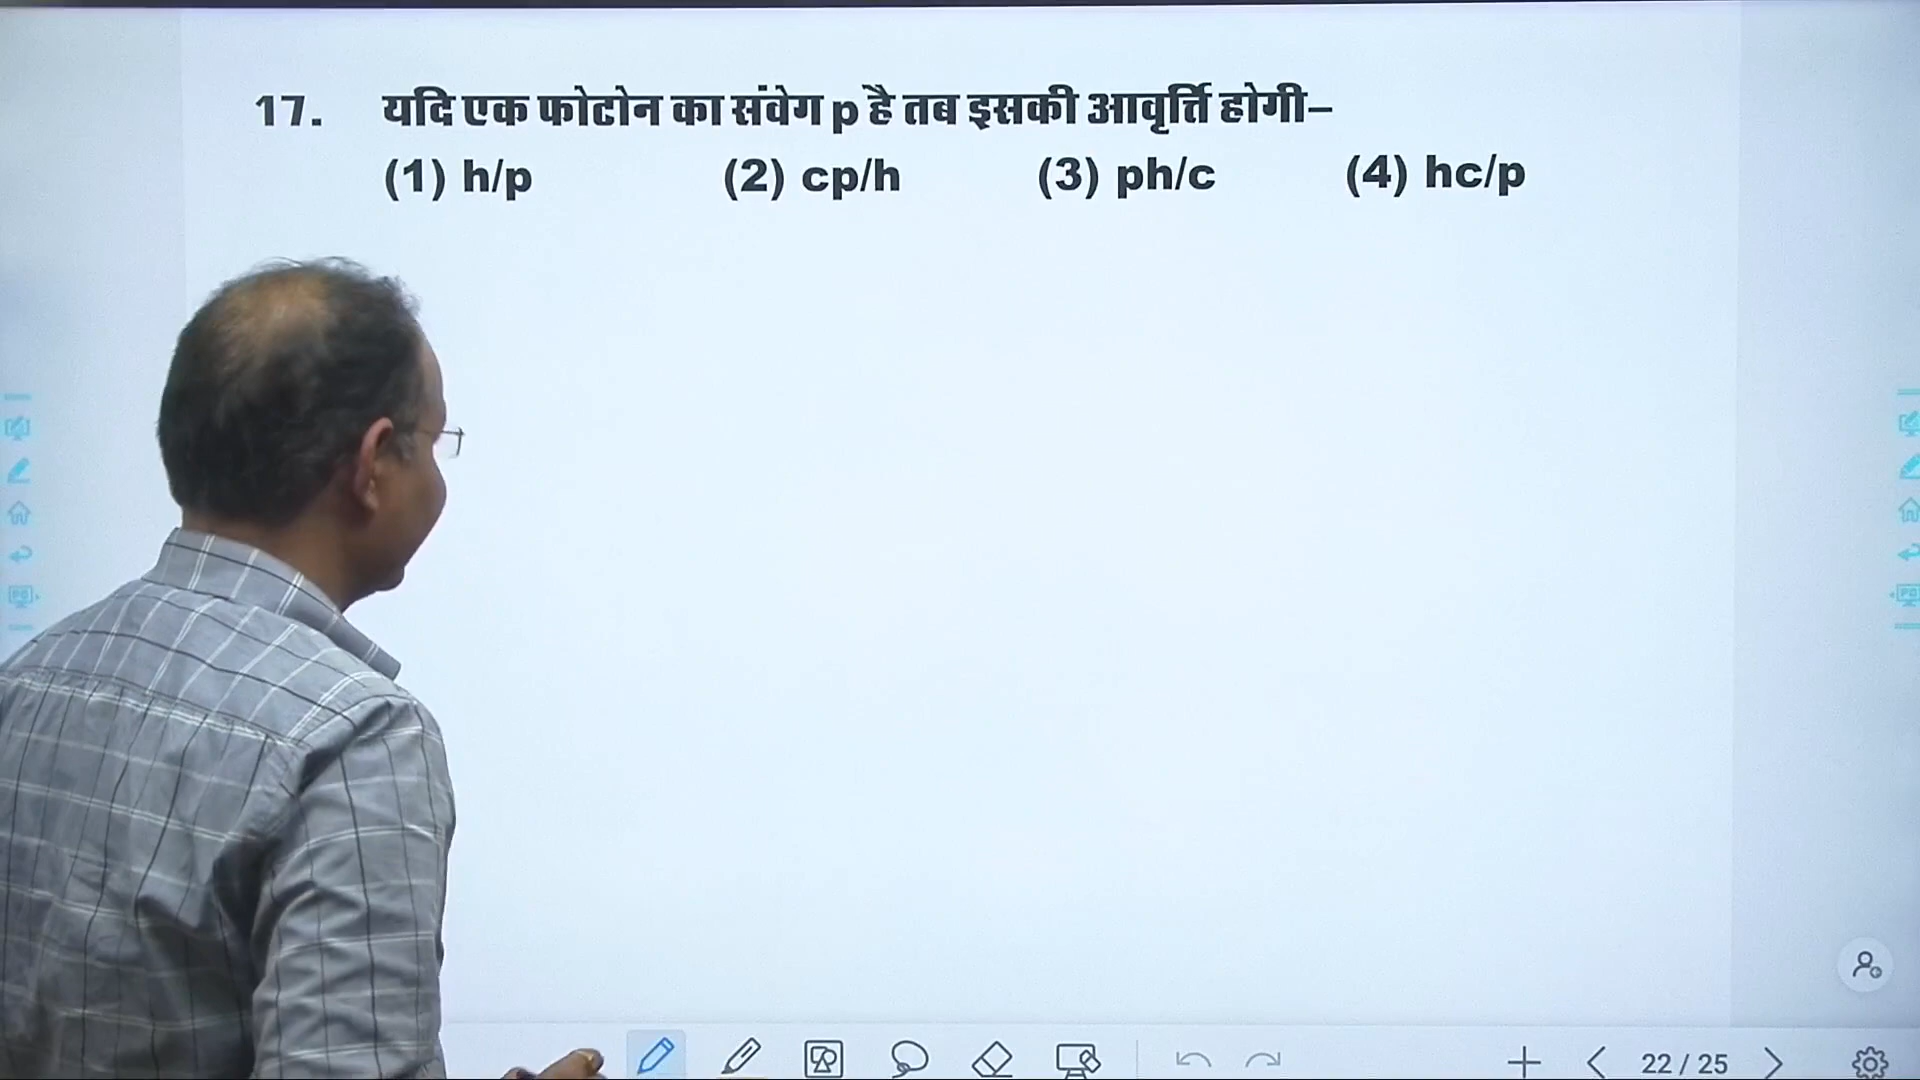 17. यदि एक फोटोन का संवेग p है तब इसकी आवृर्त्ति होगी–
(1) h/p (2) cp/h (3) ph/c (4) hc/p
22 / 25